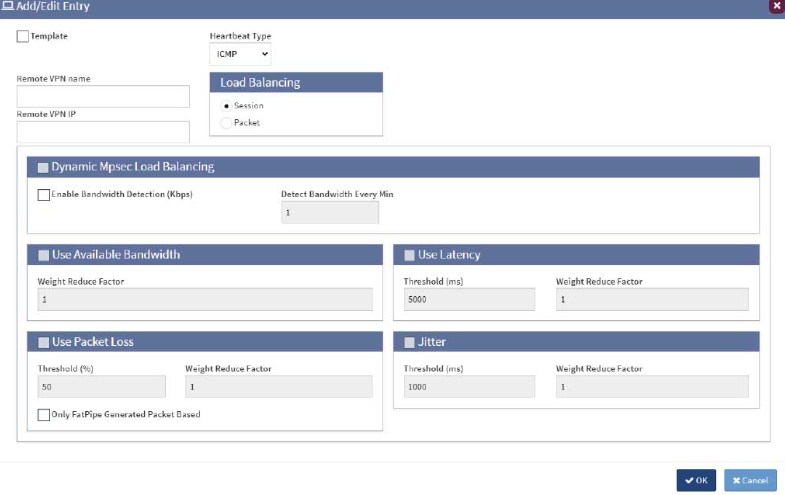 Add/Edit Entry
Template
Heartbeat Type
ICMP
Remote VPN name
Load Balancing
Session
Remote VPN IP
Packet
Dynamic Mpsec Load Balancing
Enable Bandwidth Detection (Kbps)
Detect Bandwidth Every Min
1
Use Available Bandwidth
Weight Reduce Factor
1
Use Latency
Threshold (ms)
Weight Reduce Factor
5000
1
Use Packet Loss
Threshold (%)
Weight Reduce Factor
50
1
Only FatPipe Generated Packet Based
Jitter
Threshold (ms)
Weight Reduce Factor
1000
1
OK
Cancel